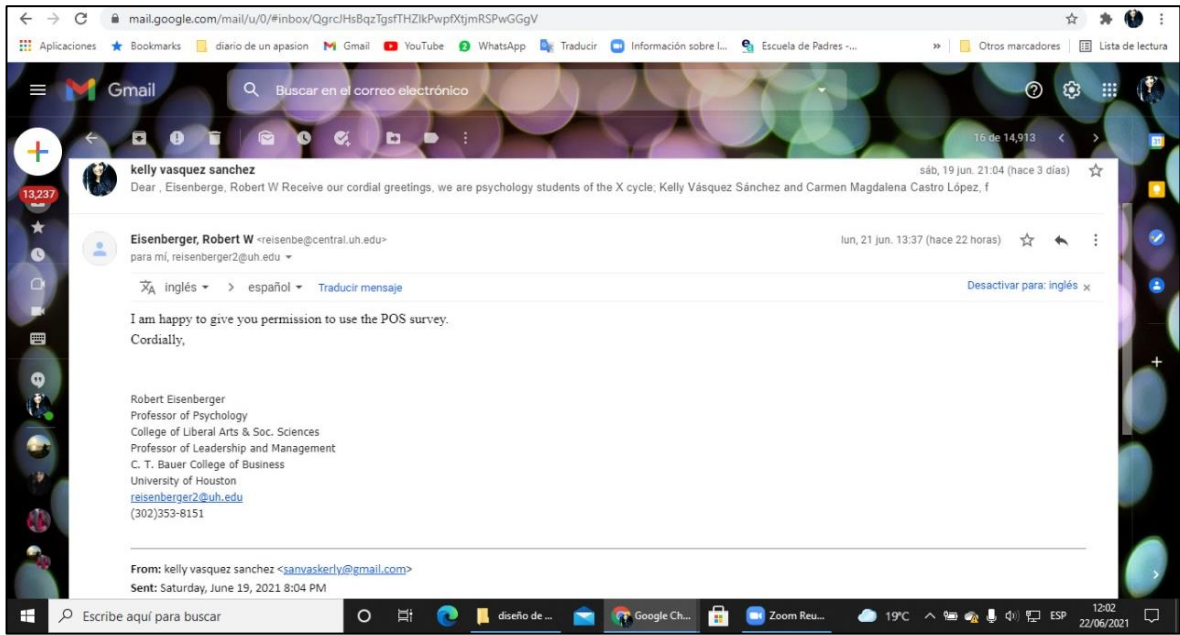 mail.google.com/mail/u/0/#inbox/QgrcJHsBqzTgsfTHZlkPwpfXtjmRSPwGGgV
Aplicaciones Bookmarks diario de un apasion Gmail YouTube WhatsApp Traducir Información sobre l... Escuela de Padres -... » Otros marcadores Lista de lectura
Gmail Buscar en el correo electrónico
16 de 14,913
13,237
kelly vasquez sanchez sáb, 19 jun. 21:04 (hace 3 días)
Dear , Eisenberge, Robert W Receive our cordial greetings, we are psychology students of the X cycle; Kelly Vásquez Sánchez and Carmen Magdalena Castro López, f
Eisenberger, Robert W <reisenbe@central.uh.edu> lun, 21 jun. 13:37 (hace 22 horas)
para mí, reisenberger2@uh.edu
inglés > español Traducir mensaje Desactivar para: inglés x
I am happy to give you permission to use the POS survey.
Cordially,
Robert Eisenberger
Professor of Psychology
College of Liberal Arts & Soc. Sciences
Professor of Leadership and Management
C. T. Bauer College of Business
University of Houston
reisenberger2@uh.edu
(302)353-8151
From: kelly vasquez sanchez <sanvaskerly@gmail.com>
Sent: Saturday, June 19, 2021 8:04 PM
Escribe aquí para buscar diseño de ... Google Ch... Zoom Reu... 19°C ESP 12:02
22/06/2021